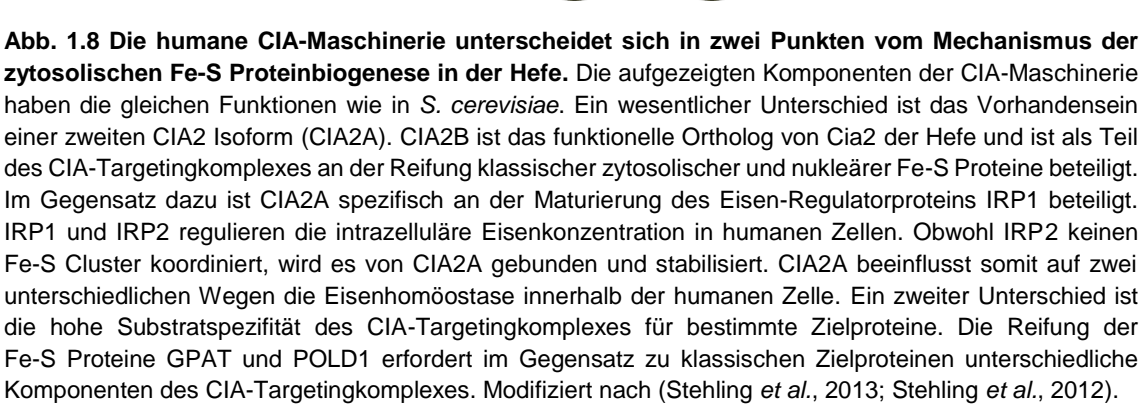 Abb. 1.8 Die humane CIA-Maschinerie unterscheidet sich in zwei Punkten vom Mechanismus der
zytosolischen Fe-S Proteinbiogenese in der Hefe. Die aufgezeigten Komponenten der CIA-Maschinerie
haben die gleichen Funktionen wie in S. cerevisiae. Ein wesentlicher Unterschied ist das Vorhandensein
einer zweiten CIA2 Isoform (CIA2A). CIA2B ist das funktionelle Ortholog von Cia2 der Hefe und ist als Teil
des CIA-Targetingkomplexes an der Reifung klassischer zytosolischer und nukleärer Fe-S Proteine beteiligt.
Im Gegensatz dazu ist CIA2A spezifisch an der Maturierung des Eisen-Regulatorproteins IRP1 beteiligt.
IRP1 und IRP2 regulieren die intrazelluläre Eisenkonzentration in humanen Zellen. Obwohl IRP2 keinen
Fe-S Cluster koordiniert, wird es von CIA2A gebunden und stabilisiert. CIA2A beeinflusst somit auf zwei
unterschiedlichen Wegen die Eisenhomöostase innerhalb der humanen Zelle. Ein zweiter Unterschied ist
die hohe Substratspezifität des CIA-Targetingkomplexes für bestimmte Zielproteine. Die Reifung der
Fe-S Proteine GPAT und POLD1 erfordert im Gegensatz zu klassischen Zielproteinen unterschiedliche
Komponenten des CIA-Targetingkomplexes. Modifiziert nach (Stehling et al., 2013; Stehling et al., 2012).